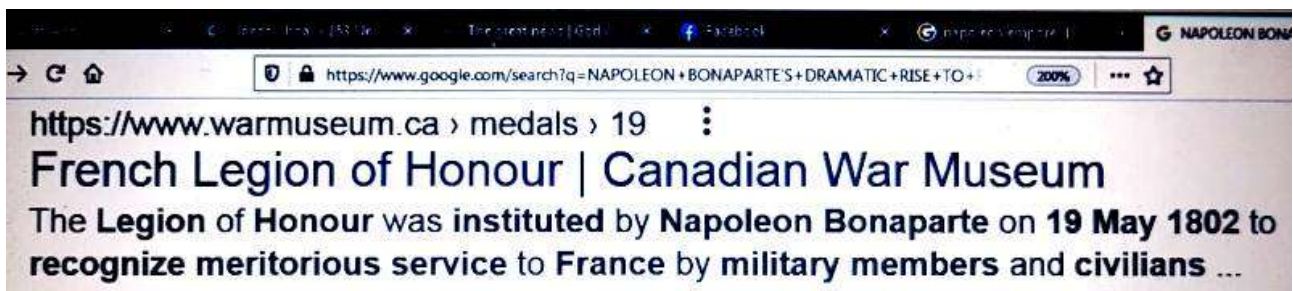 Facebook
G NAPOLEON BONA
https://www.google.com/search?q=NAPOLEON+BONAPARTE'S+DRAMATIC+RISE+TO+ 200%
https://www.warmuseum.ca › medals › 19
French Legion of Honour | Canadian War Museum
The Legion of Honour was instituted by Napoleon Bonaparte on 19 May 1802 to
recognize meritorious service to France by military members and civilians ...